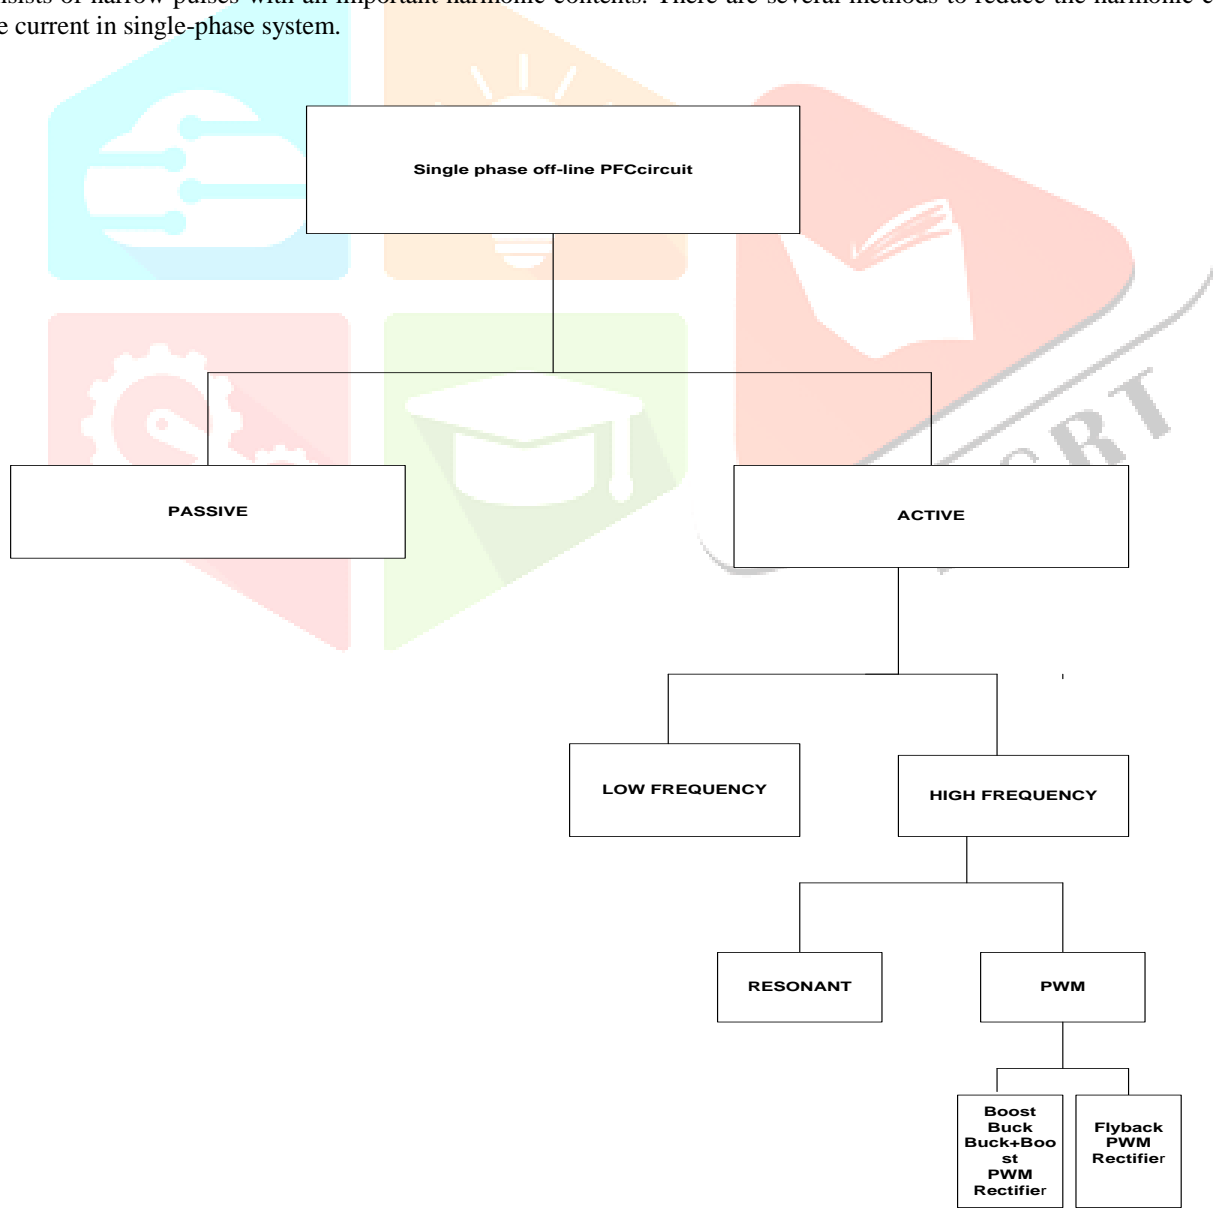 sists of narrow pulses with an important harmonic contents. There are several methods to reduce the harmonic
e current in single-phase system.
Single phase off-line PFCcircuit
PASSIVE
ACTIVE
LOW FREQUENCY
HIGH FREQUENCY
RESONANT
PWM
Boost
Buck
Buck+Boo
st
PWM
Rectifier
Flyback
PWM
Rectifier